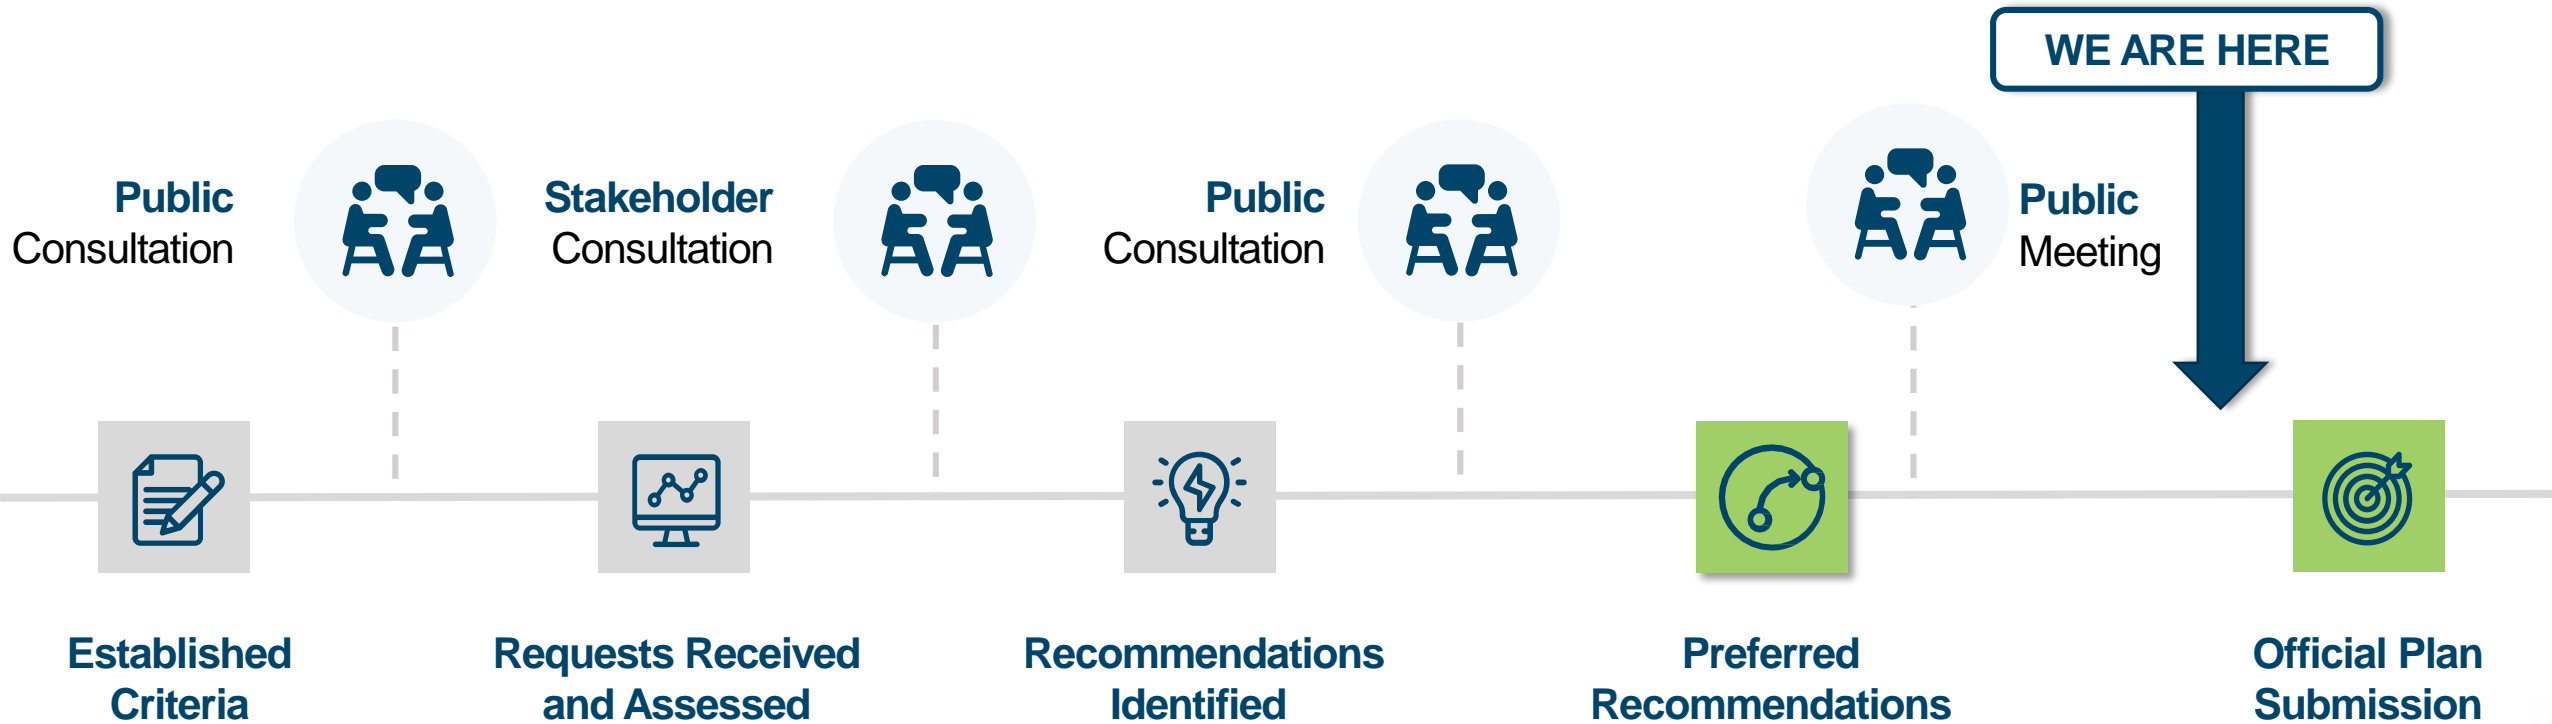 WE ARE HERE
Public
Consultation
Stakeholder
Consultation
Public
Consultation
Public
Meeting
Established
Criteria
Requests Received
and Assessed
Recommendations
Identified
Preferred
Recommendations
Official Plan
Submission